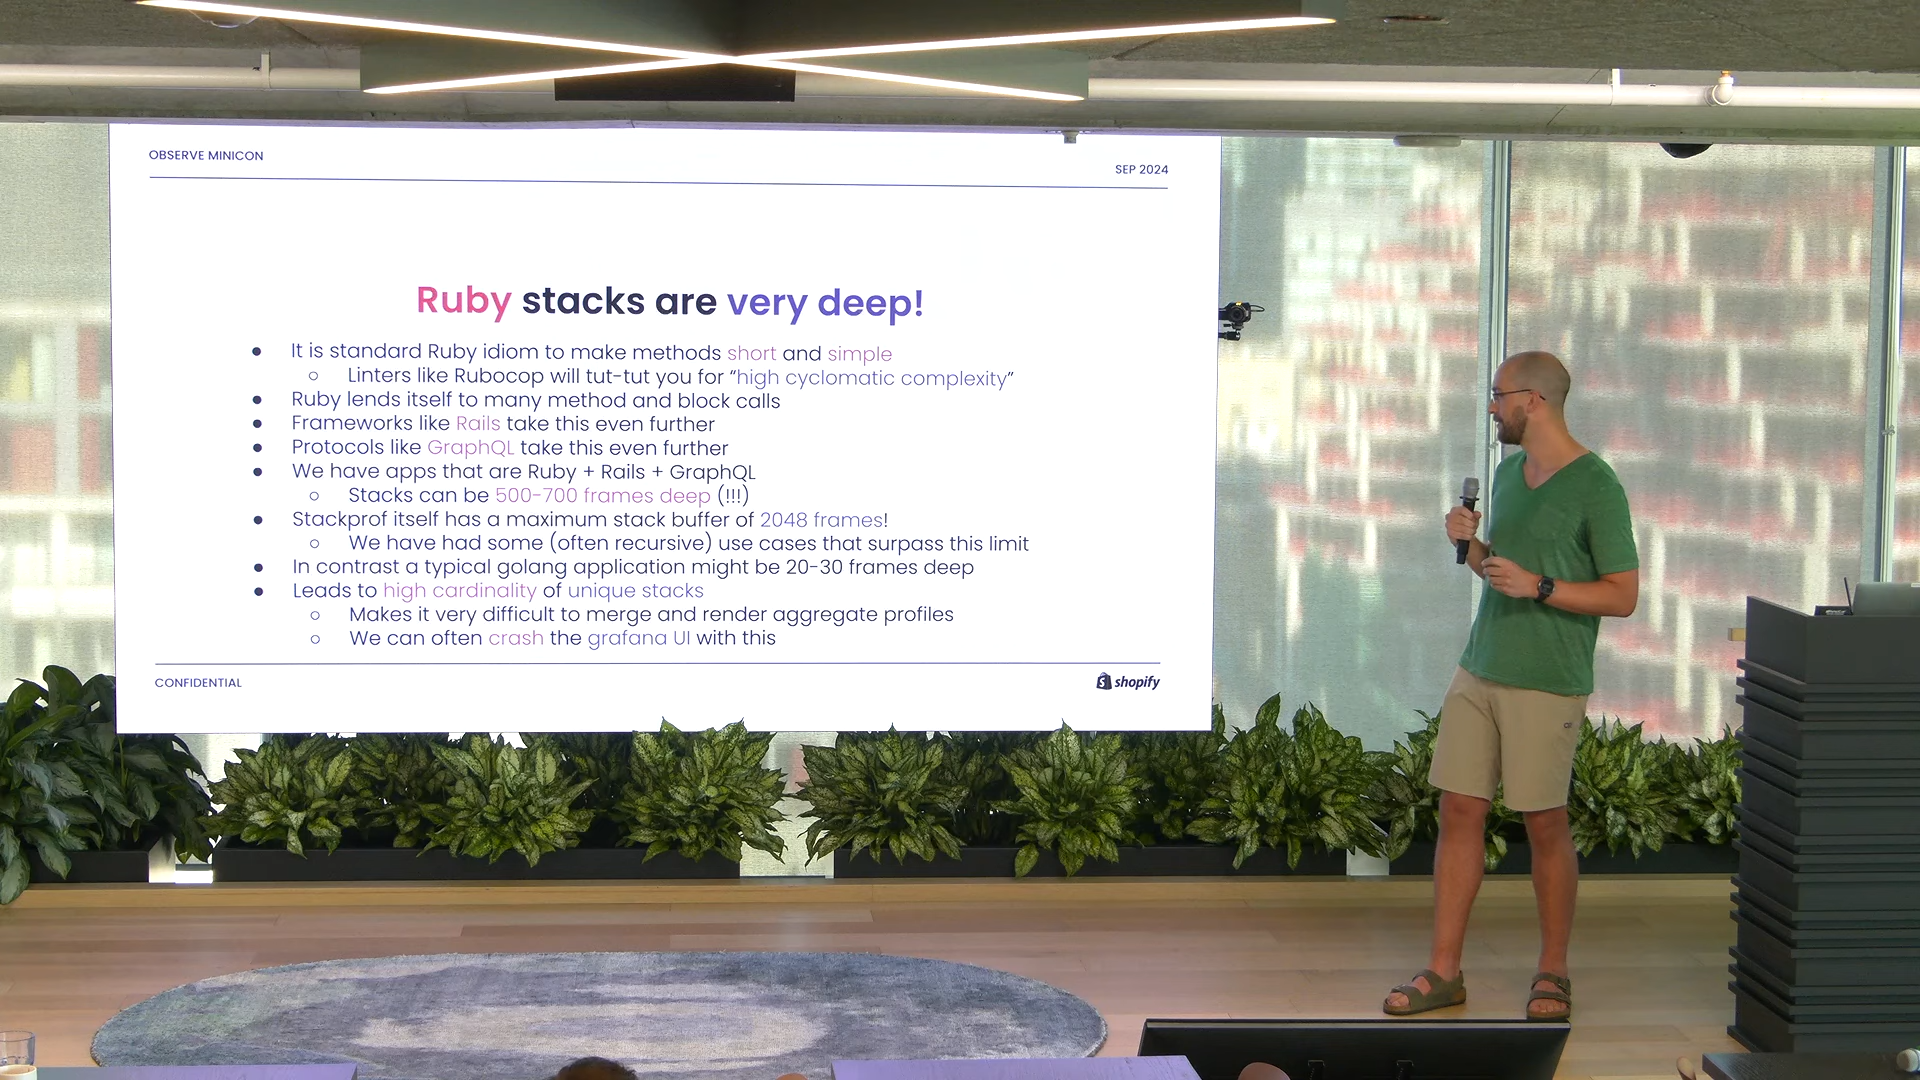 OBSERVE MINICON
SEP 2024
Ruby stacks are very deep!
● It is standard Ruby idiom to make methods short and simple
○ Linters like Rubocop will tut-tut you for “high cyclomatic complexity”
● Ruby lends itself to many method and block calls
● Frameworks like Rails take this even further
● Protocols like GraphQL take this even further
● We have apps that are Ruby + Rails + GraphQL
○ Stacks can be 500-700 frames deep (!!!)
● Stackprof itself has a maximum stack buffer of 2048 frames!
○ We have had some (often recursive) use cases that surpass this limit
● In contrast a typical golang application might be 20-30 frames deep
● Leads to high cardinality of unique stacks
○ Makes it very difficult to merge and render aggregate profiles
○ We can often crash the grafana UI with this
CONFIDENTIAL
shopify